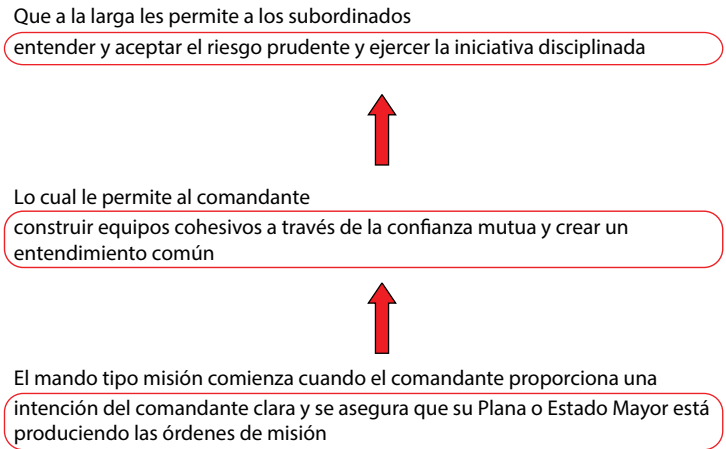 Que a la larga les permite a los subordinados
entender y aceptar el riesgo prudente y ejercer la iniciativa disciplinada
Lo cual le permite al comandante
construir equipos cohesivos a través de la confianza mutua y crear un
entendimiento común
El mando tipo misión comienza cuando el comandante proporciona una
intención del comandante clara y se asegura que su Plana o Estado Mayor está
produciendo las órdenes de misión